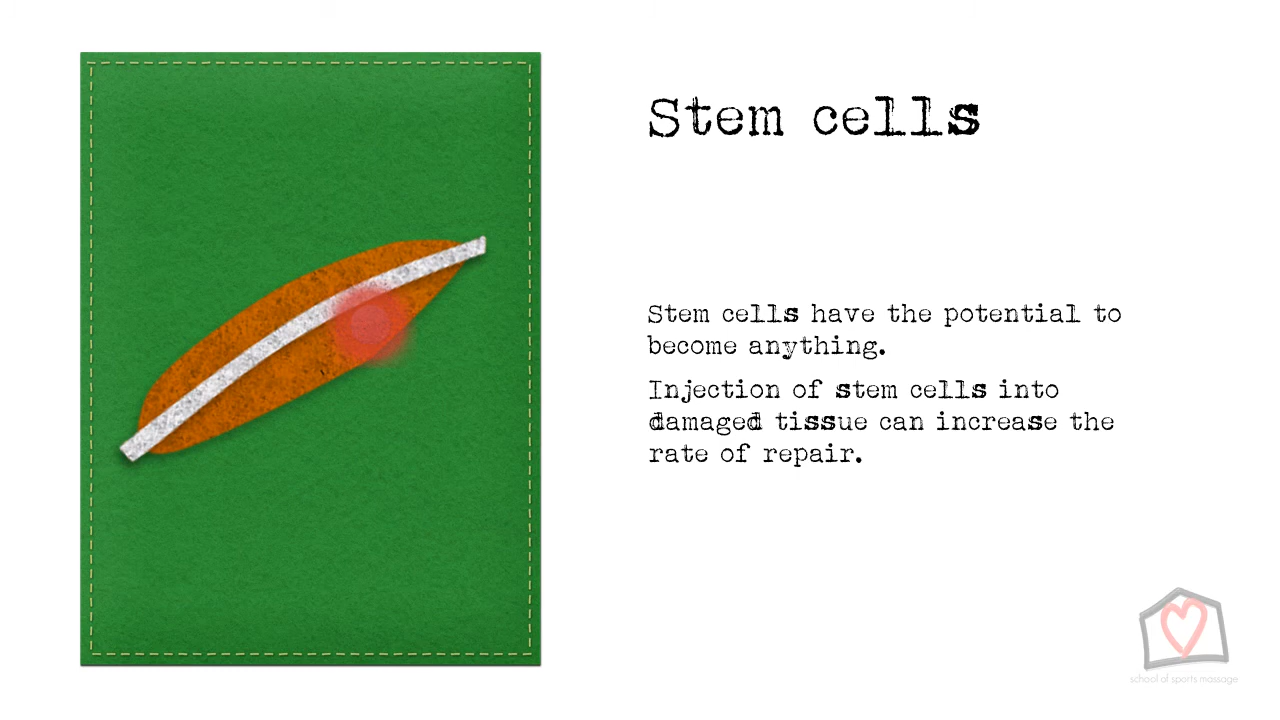 Stem cells
Stem cells have the potential to
become anything.
Injection of stem cells into
damaged tissue can increase the
rate of repair.
school of sports massage